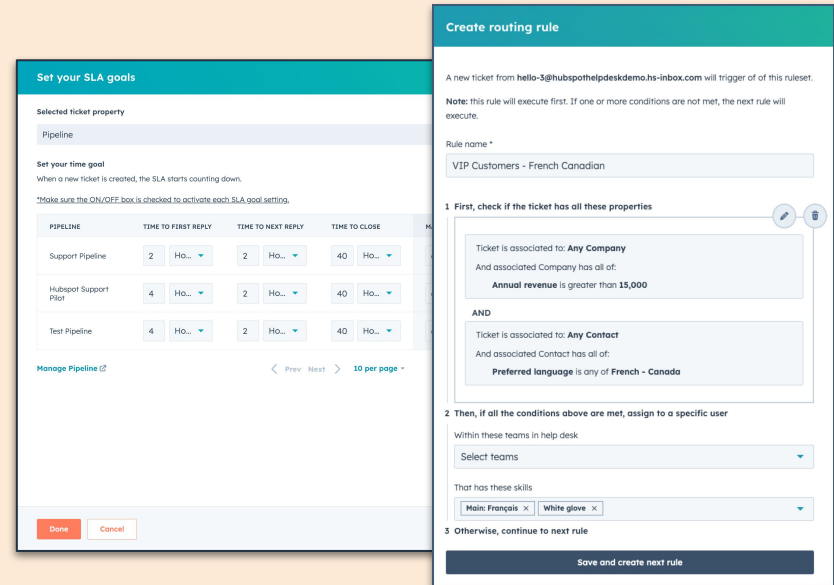 Set your SLA goals
Selected ticket property
Pipeline
Set your time goal
When a new ticket is created, the SLA starts counting down.
*Make sure the ON/OFF box is checked to activate each SLA goal setting.
PIPELINE TIME TO FIRST REPLY TIME TO NEXT REPLY TIME TO CLOSE
Support Pipeline 2 Ho... 2 Ho... 40 Ho...
Hubspot Support
Pilot 4 Ho... 2 Ho... 40 Ho...
Test Pipeline 4 Ho... 2 Ho... 40 Ho...
Manage Pipeline Prev Next 10 per page
Done Cancel
Create routing rule
A new ticket from hello-3@hubspothelpdeskdemo.hs-inbox.com will trigger of of this ruleset.
Note: this rule will execute first. If one or more conditions are not met, the next rule will
execute.
Rule name *
VIP Customers - French Canadian
1 First, check if the ticket has all these properties
Ticket is associated to: Any Company
And associated Company has all of:
Annual revenue is greater than 15,000
AND
Ticket is associated to: Any Contact
And associated Contact has all of:
Preferred language is any of French - Canada
2 Then, if all the conditions above are met, assign to a specific user
Within these teams in help desk
Select teams
That has these skills
Main: Français × White glove ×
3 Otherwise, continue to next rule
Save and create next rule